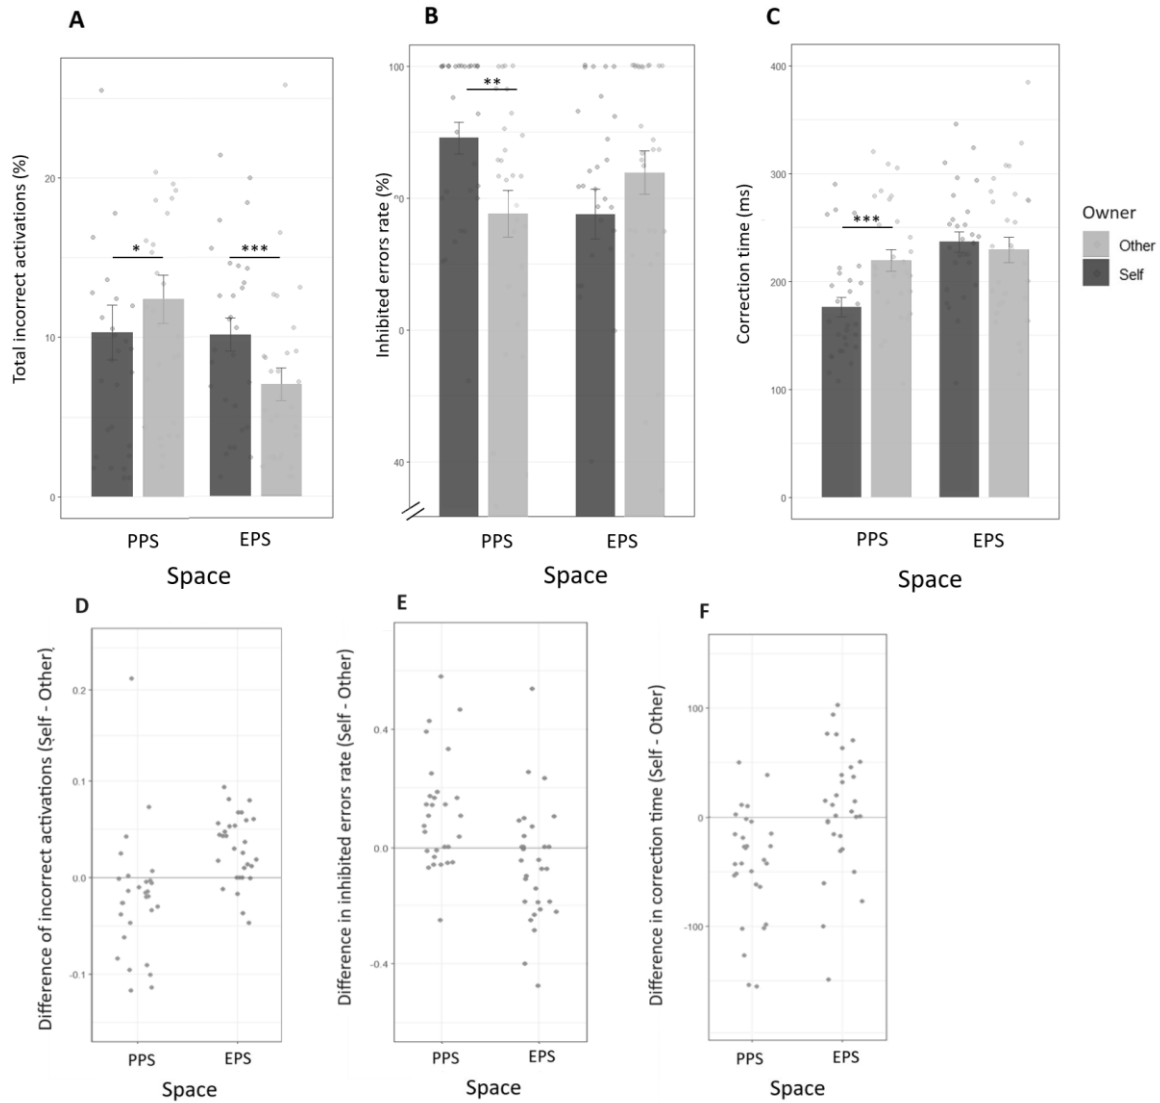 A
B
C
Total incorrect activations (%)
20
10
0
*
***
PPS
EPS
Space
Inhibited errors rate (%)
100
0
40
**
PPS
EPS
Space
Correction time (ms)
400
300
200
100
0
***
PPS
EPS
Space
Owner
Other
Self
D
E
F
Difference of incorrect activations (Self - Other)
0.2
0.1
0.0
-0.1
PPS
EPS
Space
Difference in inhibited errors rate (Self - Other)
0.4
0.0
-0.4
PPS
EPS
Space
Difference in correction time (Self - Other)
100
0
-100
PPS
EPS
Space